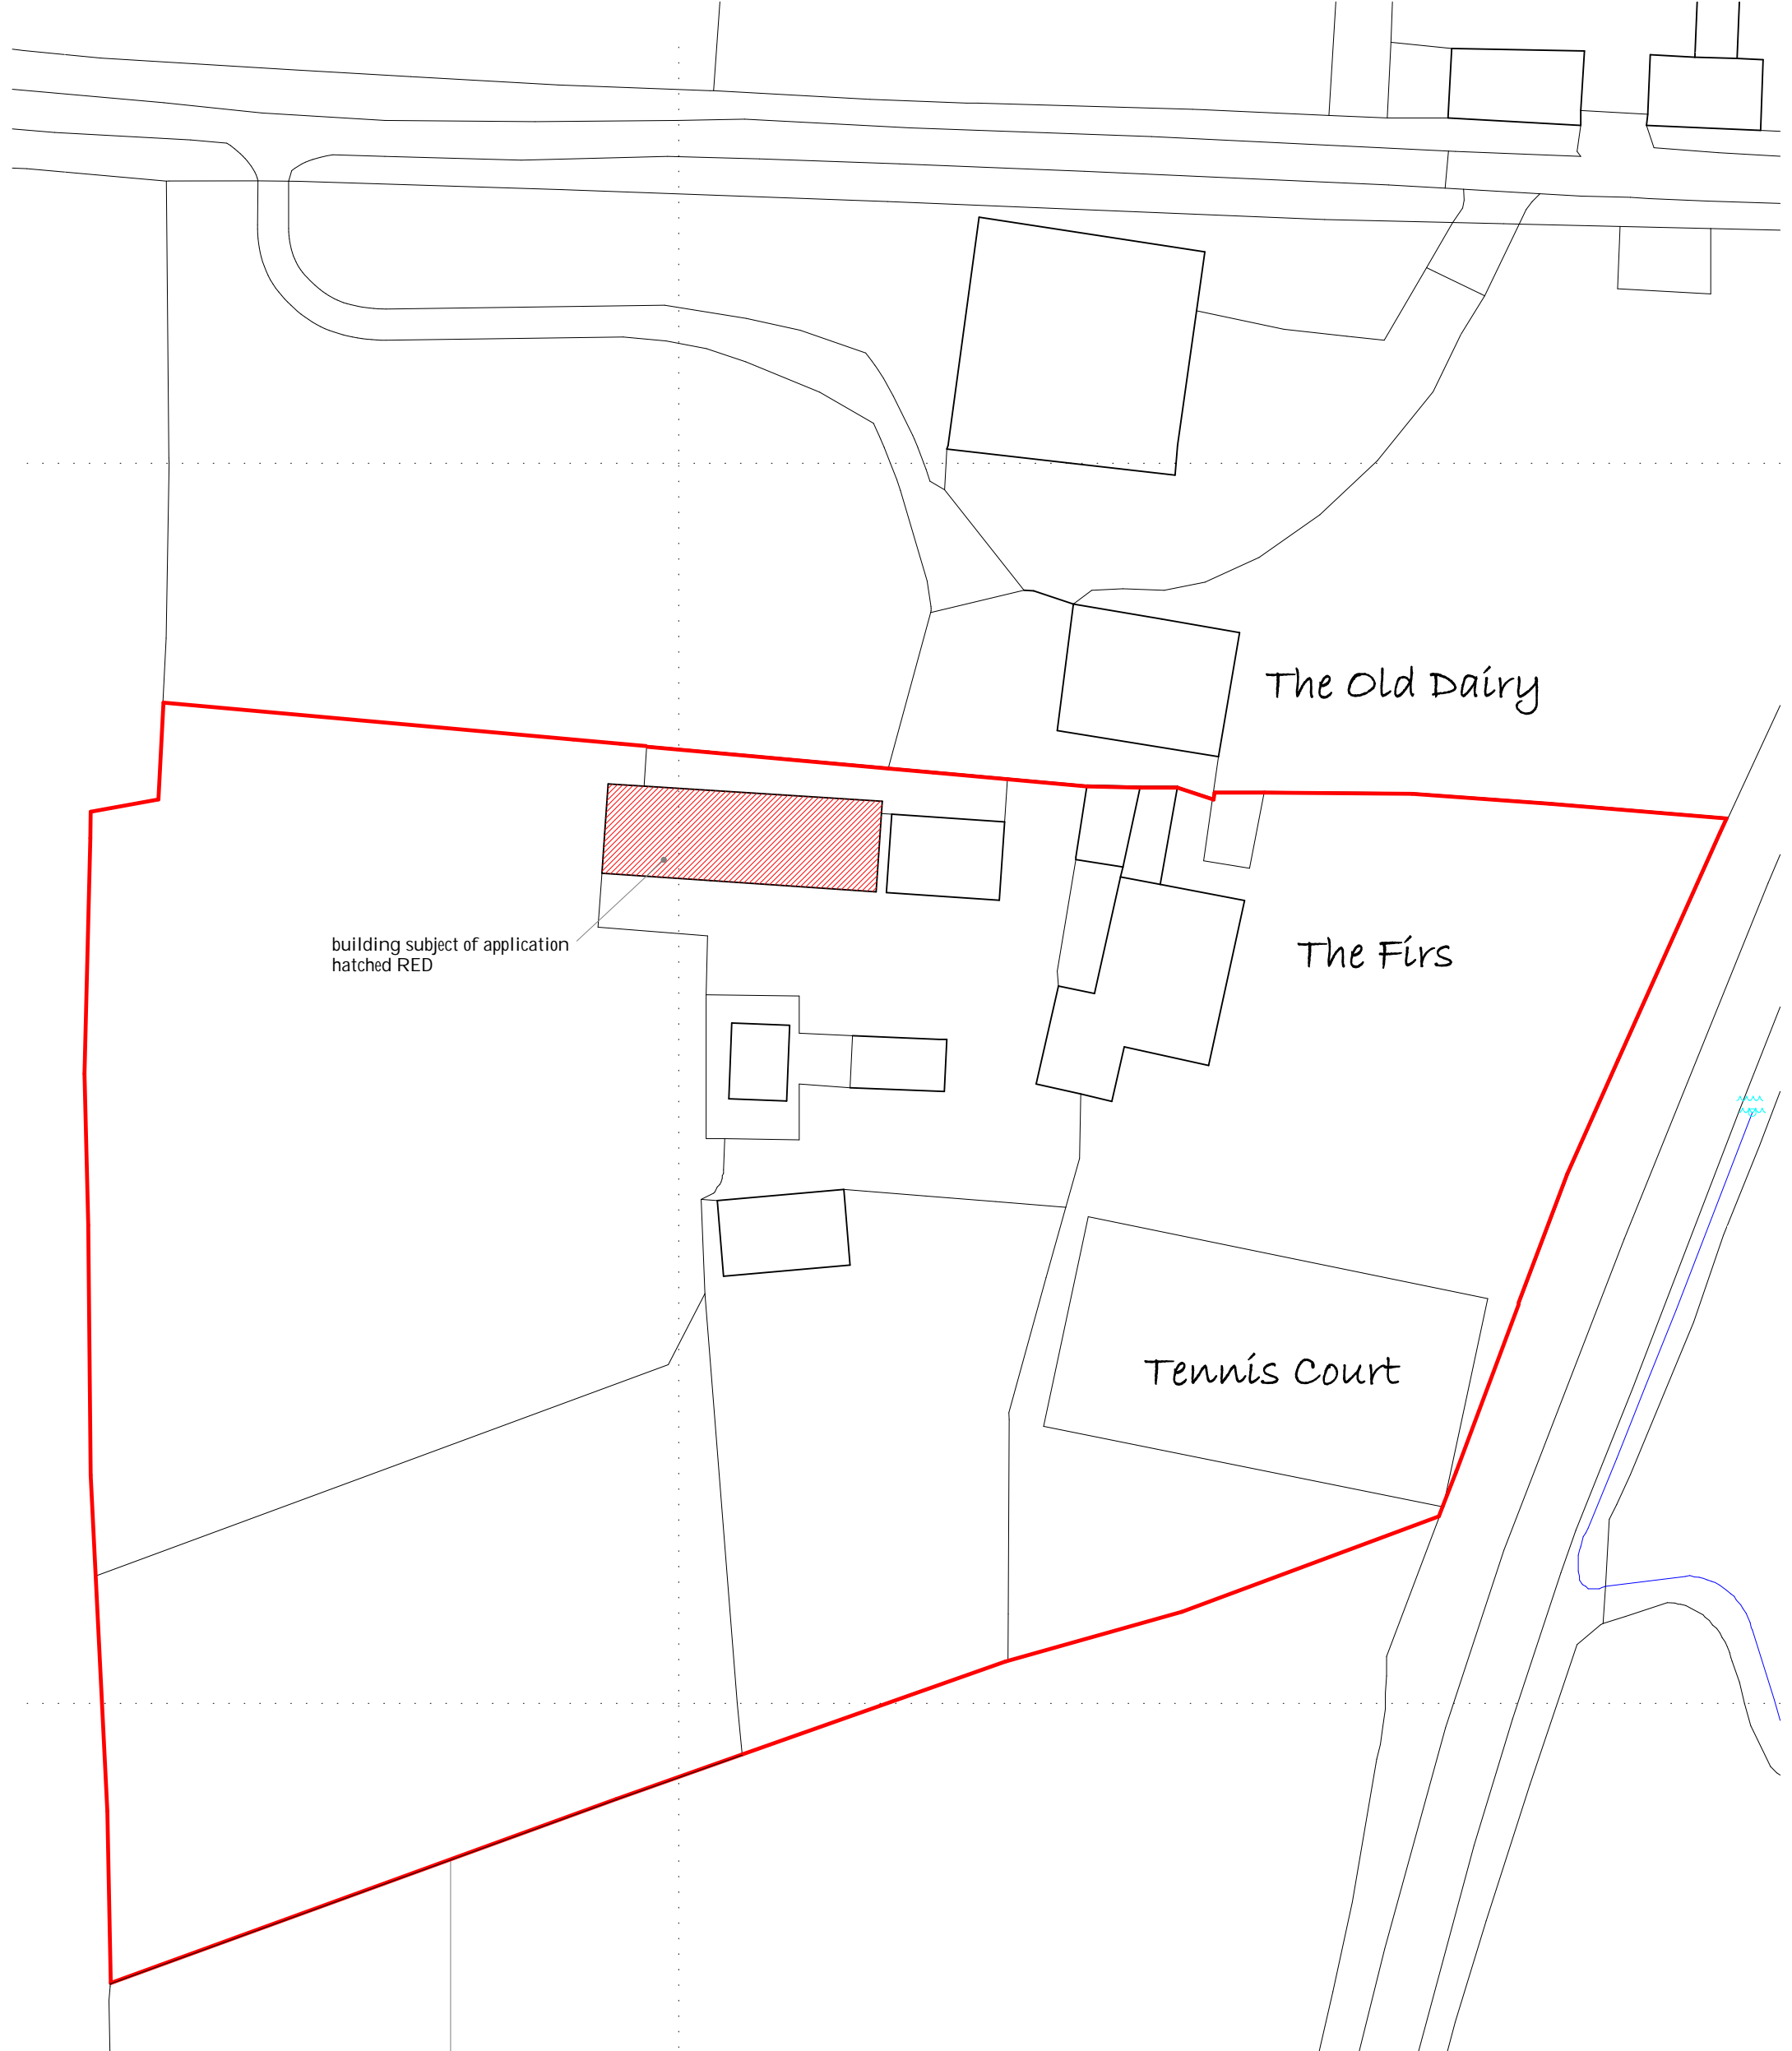 The Old Dairy
building subject of application
hatched RED
The Firs
Tennis Court